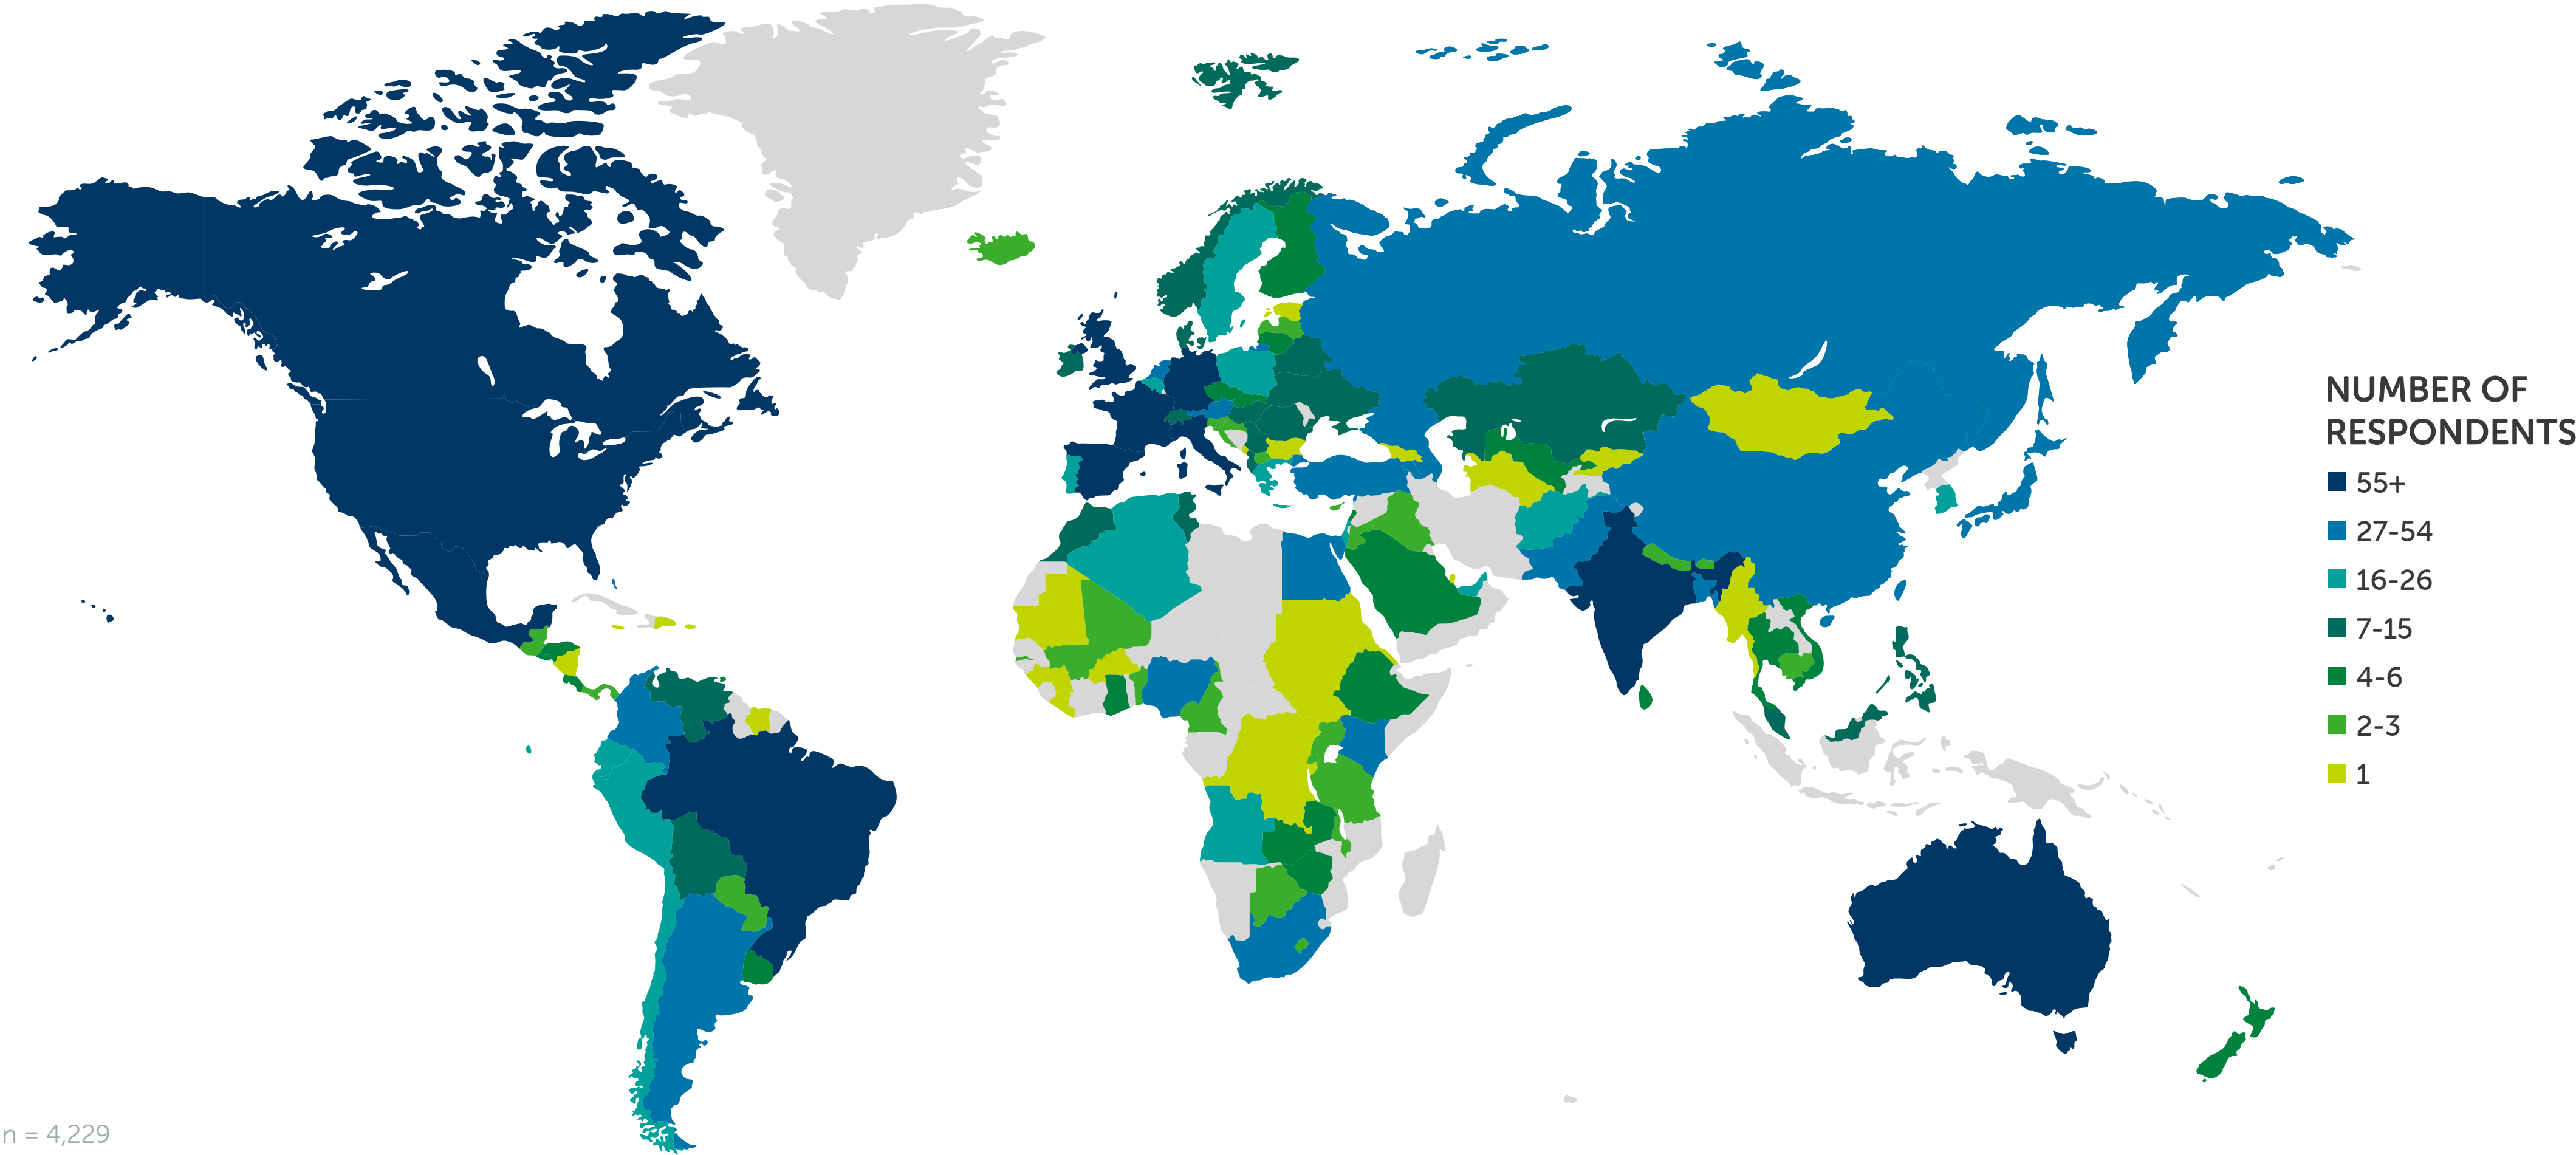 NUMBER OF
RESPONDENTS
55+
27-54
16-26
7-15
4-6
2-3
1
n = 4,229